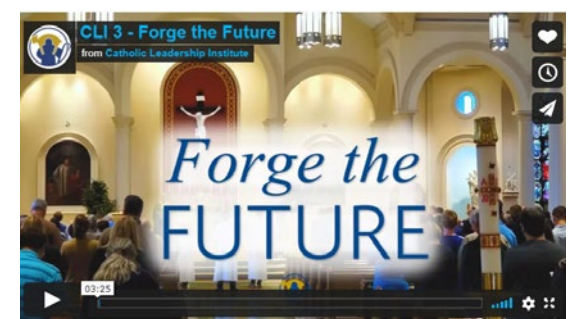 CLI 3 - Forge the Future
from Catholic Leadership Institute
Forge the
FUTURE
03:25